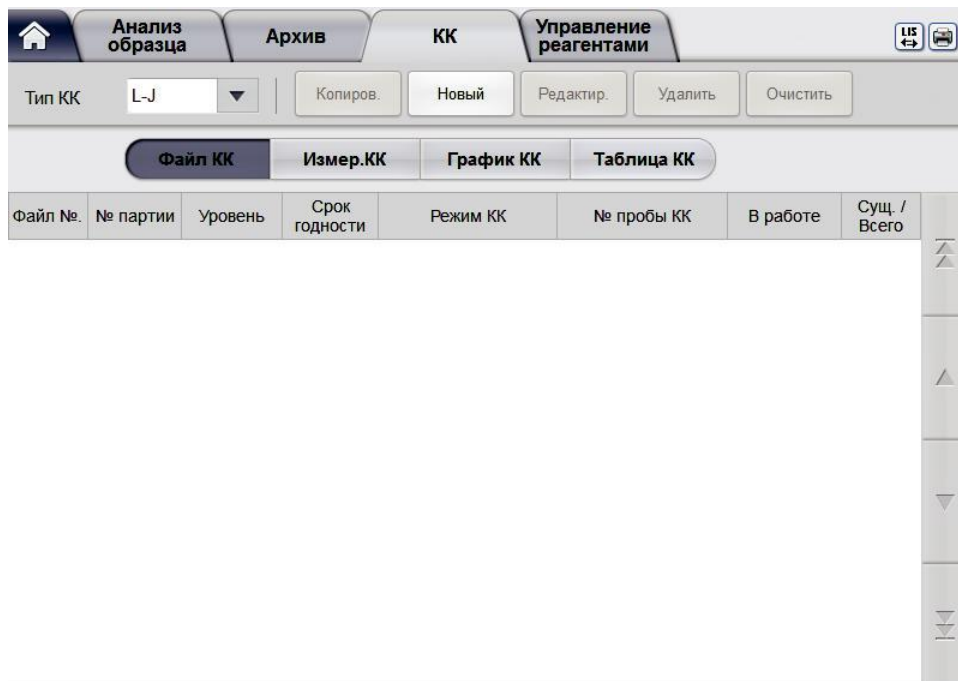 Анализ образца
Архив
КК
Управление реагентами
LIS
Тип КК
L-J
Копиров.
Новый
Редактир.
Удалить
Очистить
Файл КК
Измер.КК
График КК
Таблица КК
Файл №.
№ партии
Уровень
Срок годности
Режим КК
№ пробы КК
В работе
Сущ. / Всего